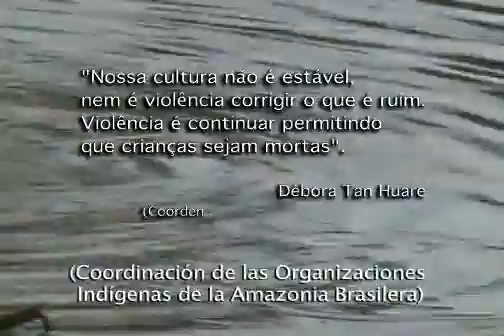 "Nossa cultura não é estável,
nem é violência corrigir o que é ruim.
Violência é continuar permitindo
que crianças sejam mortas".
Débora Tan Huare
(Coorden
(Coordinación de las Organizaciones
Indígenas de la Amazonia Brasilera)